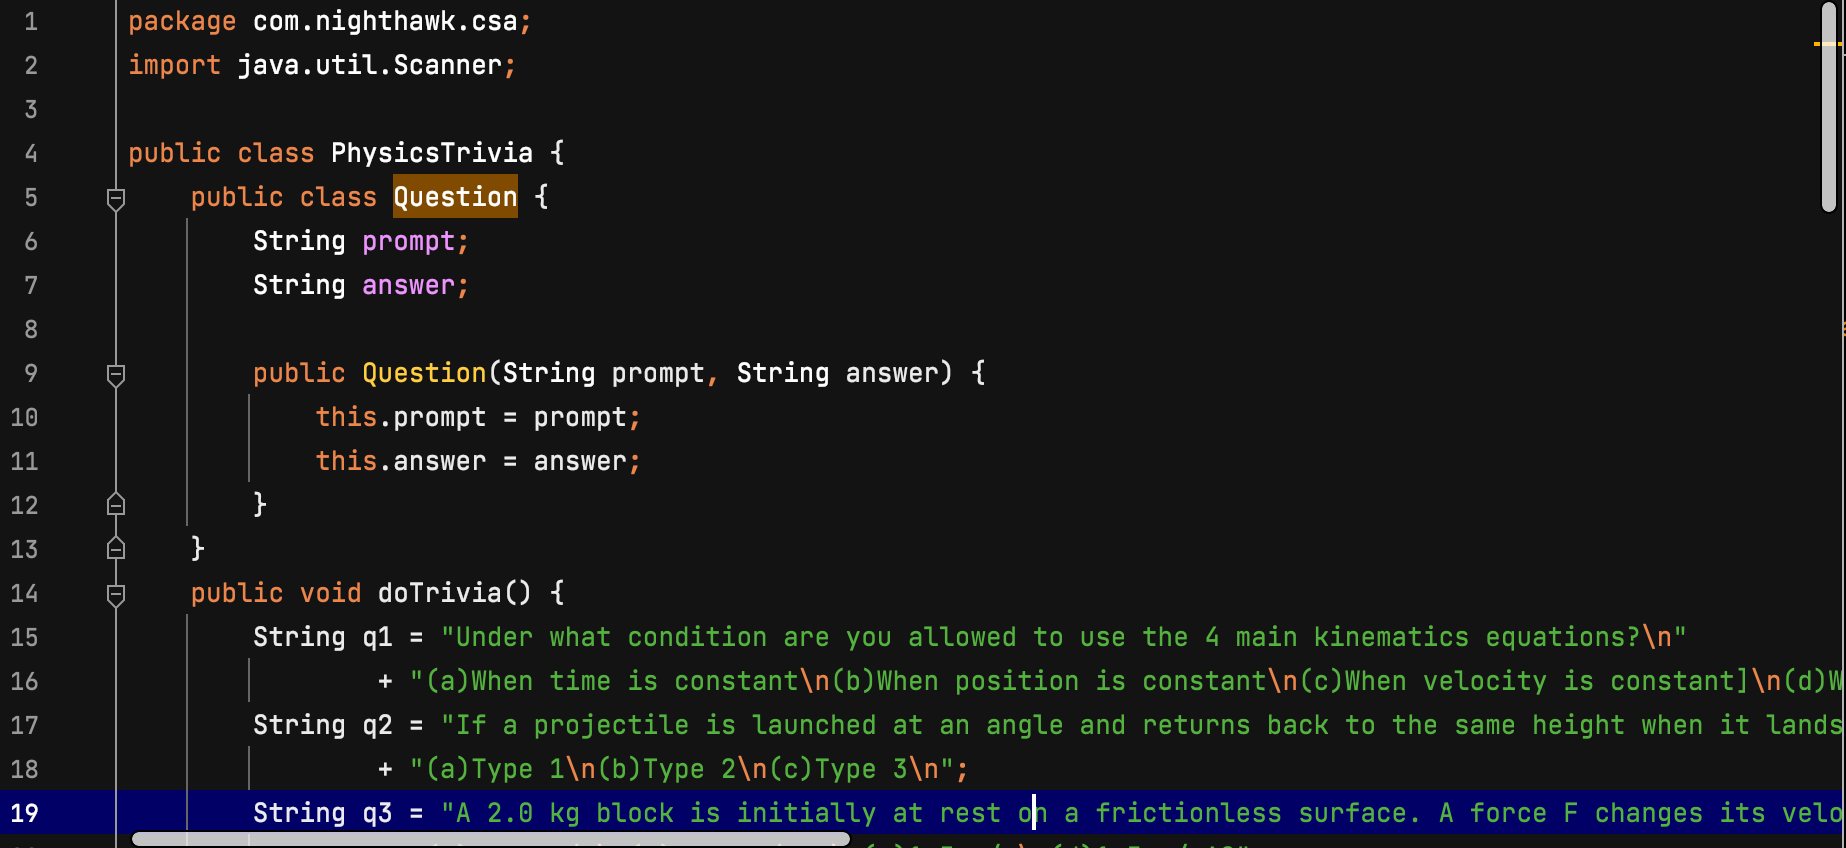 1 package com.nighthawk.csa;
2 import java.util.Scanner;
3
4 public class PhysicsTrivia {
5     public class Question {
6         String prompt;
7         String answer;
8
9         public Question(String prompt, String answer) {
10             this.prompt = prompt;
11             this.answer = answer;
12         }
13     }
14     public void doTrivia() {
15         String q1 = "Under what condition are you allowed to use the 4 main kinematics equations?\n"
16                 + "(a)When time is constant\n(b)When position is constant\n(c)When velocity is constant]\n(d)W
17         String q2 = "If a projectile is launched at an angle and returns back to the same height when it lands
18                 + "(a)Type 1\n(b)Type 2\n(c)Type 3\n";
19         String q3 = "A 2.0 kg block is initially at rest on a frictionless surface. A force F changes its velo